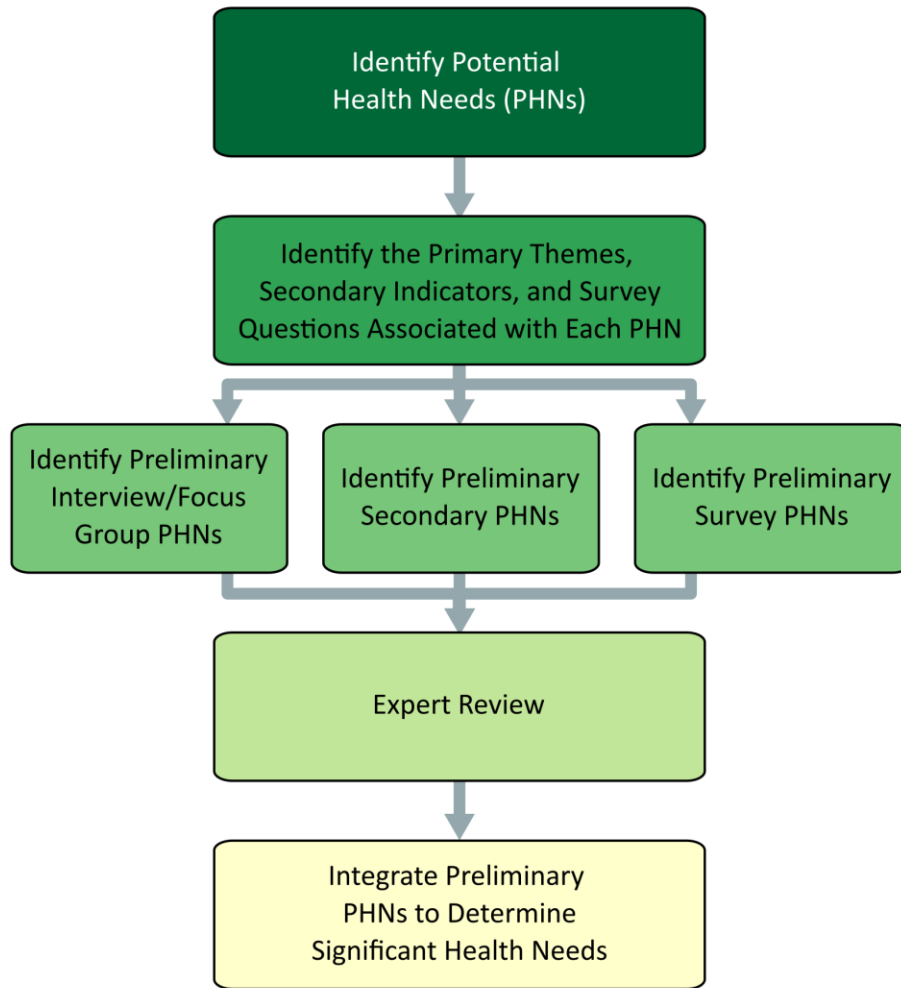 Identify Potential
Health Needs (PHNs)
Identify the Primary Themes,
Secondary Indicators, and Survey
Questions Associated with Each PHN
Identify Preliminary
Interview/Focus
Group PHNs
Identify Preliminary
Secondary PHNs
Identify Preliminary
Survey PHNs
Expert Review
Integrate Preliminary
PHNs to Determine
Significant Health Needs